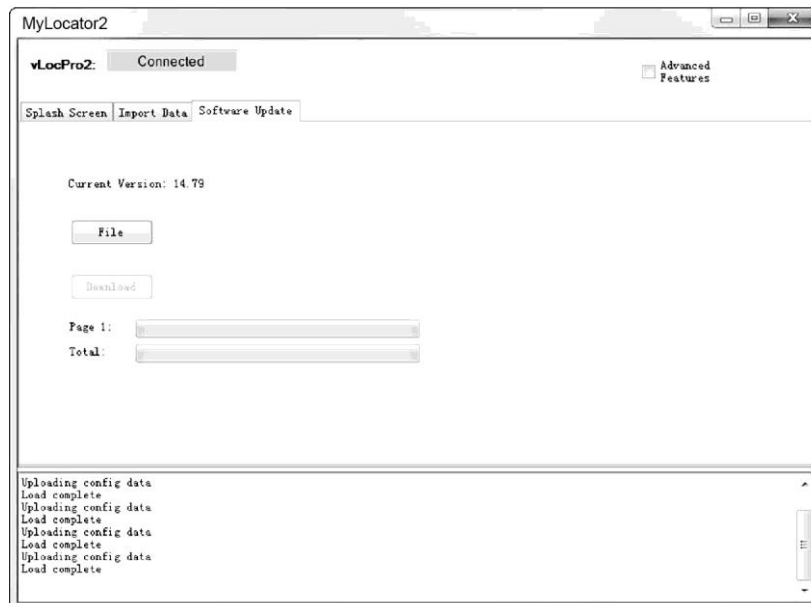 MyLocator2
vLocPro2: Connected
Advanced
Features
Splash Screen Import Data Software Update
Current Version: 14.79
File
Download
Page 1:
Total:
Uploading config data
Load complete
Uploading config data
Load complete
Uploading config data
Load complete
Uploading config data
Load complete